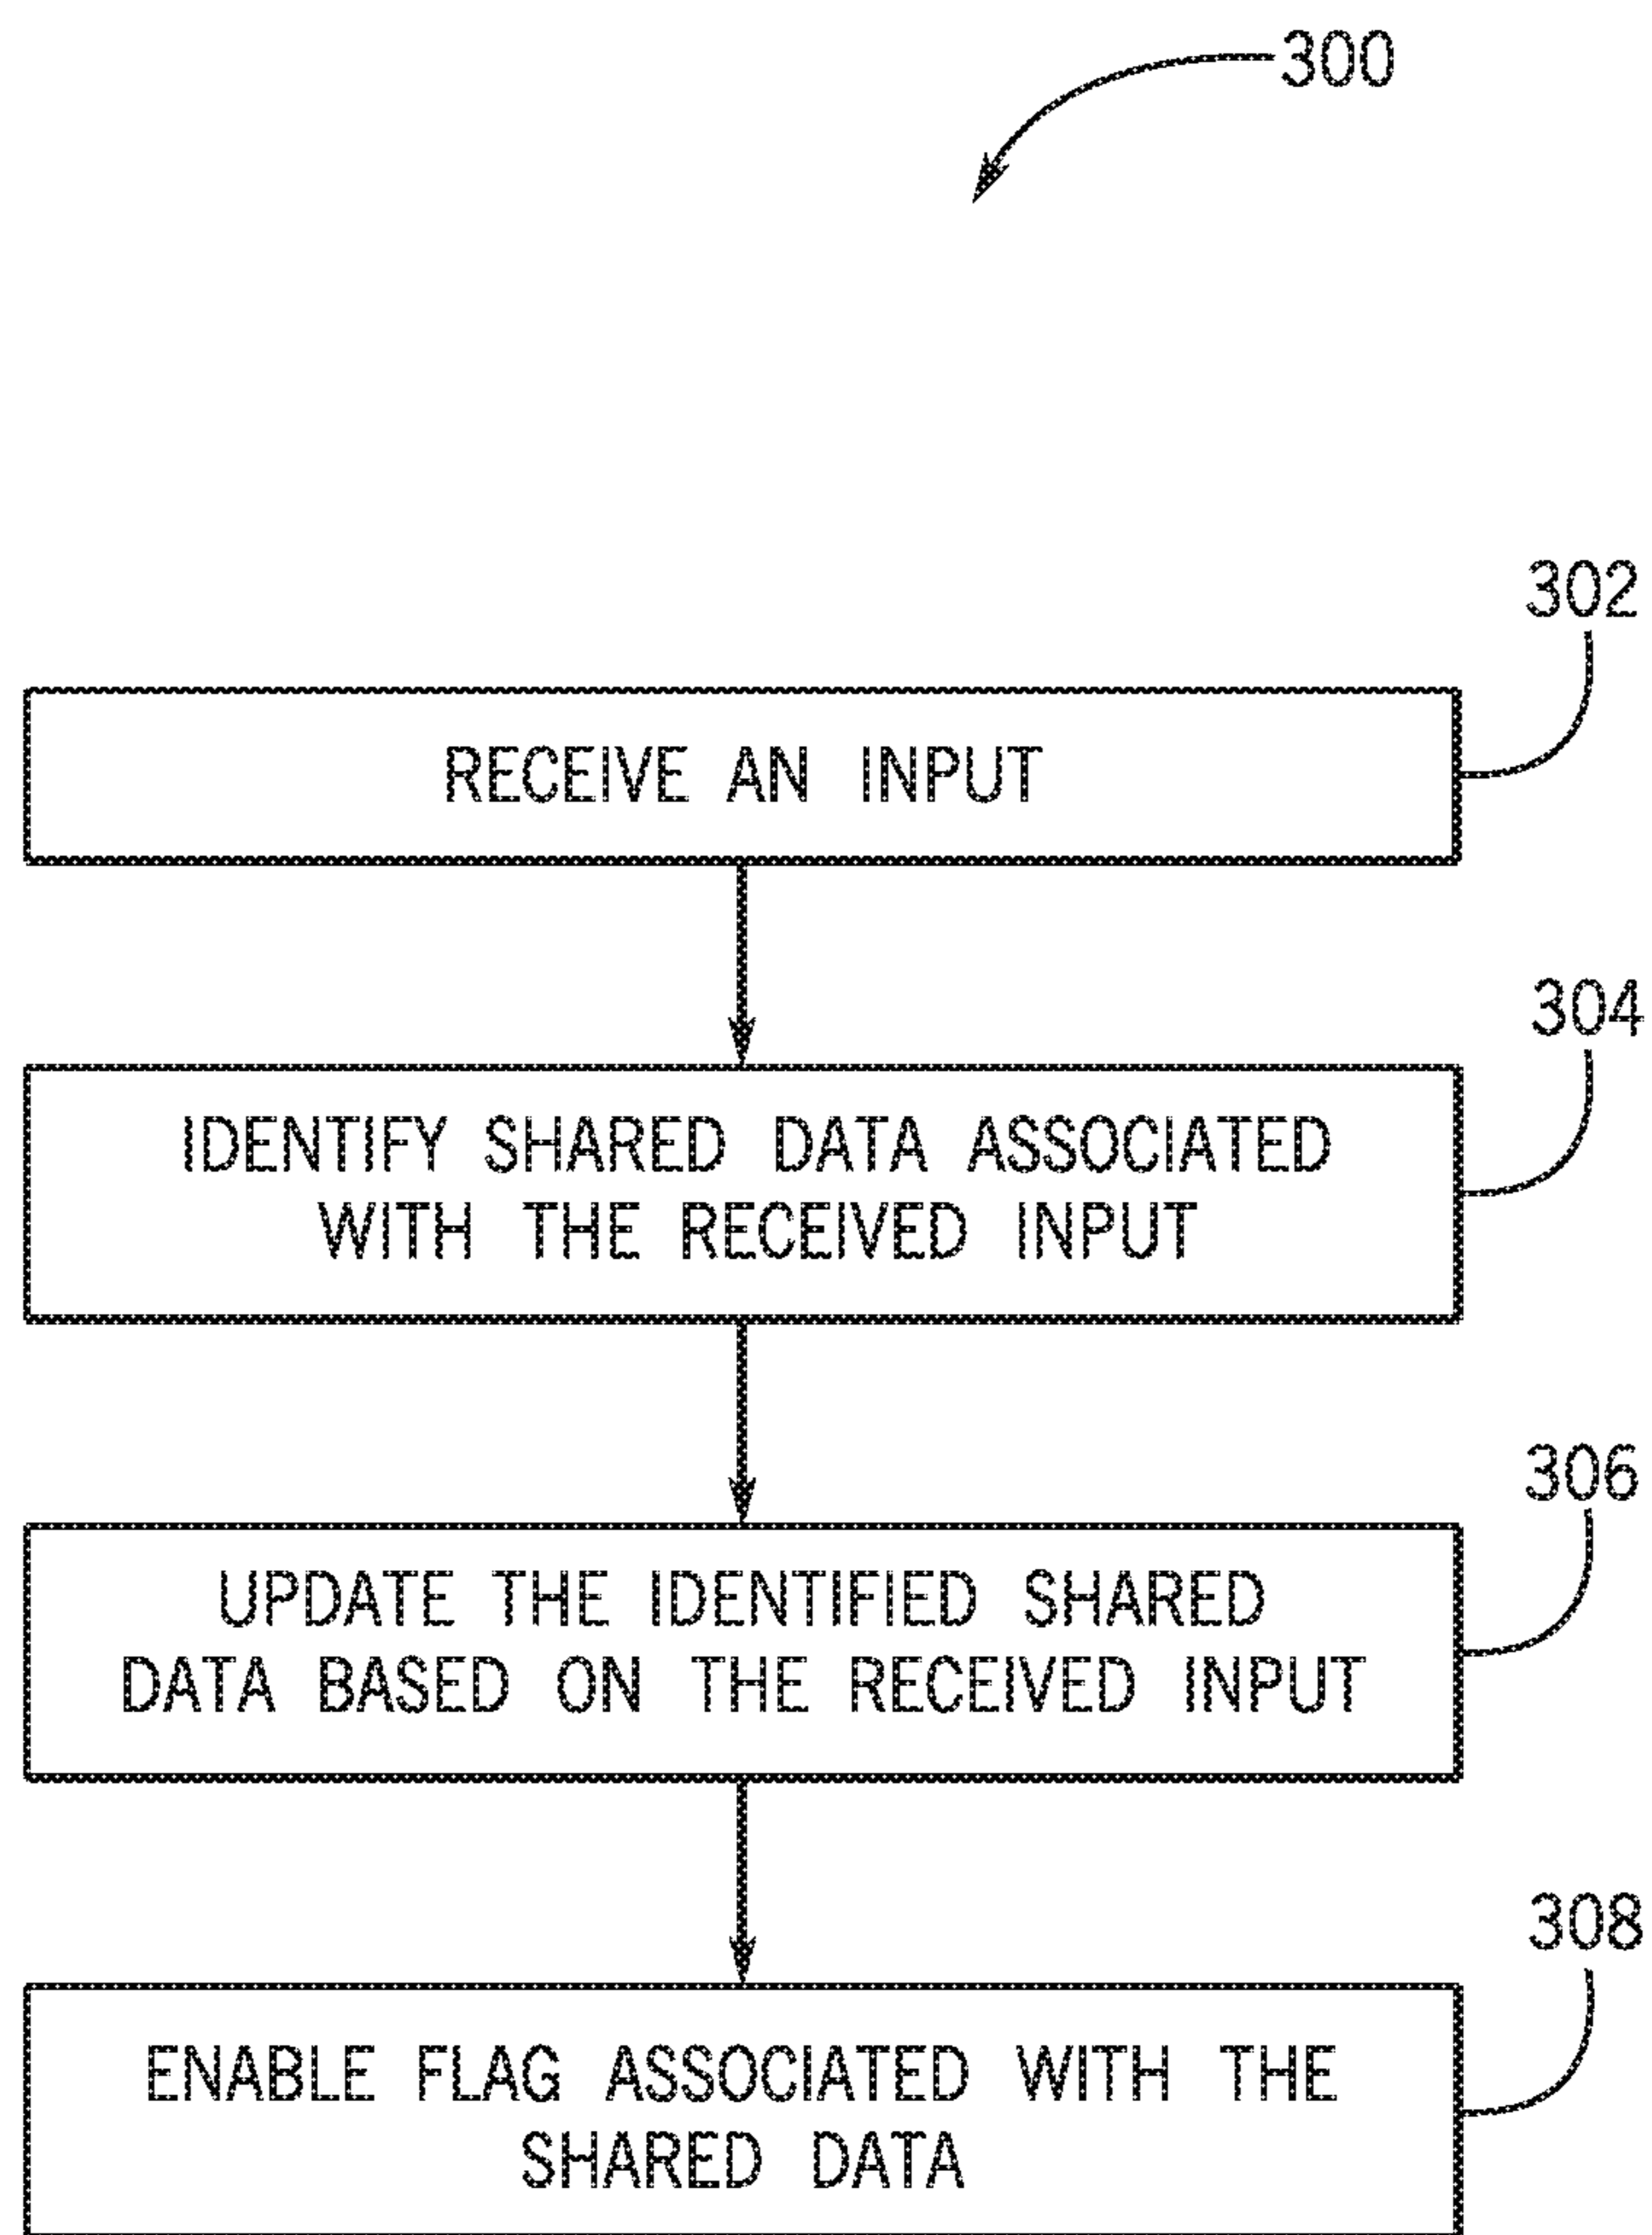 300
302
RECEIVE AN INPUT
304
IDENTIFY SHARED DATA ASSOCIATED
WITH THE RECEIVED INPUT
306
UPDATE THE IDENTIFIED SHARED
DATA BASED ON THE RECEIVED INPUT
308
ENABLE FLAG ASSOCIATED WITH THE
SHARED DATA